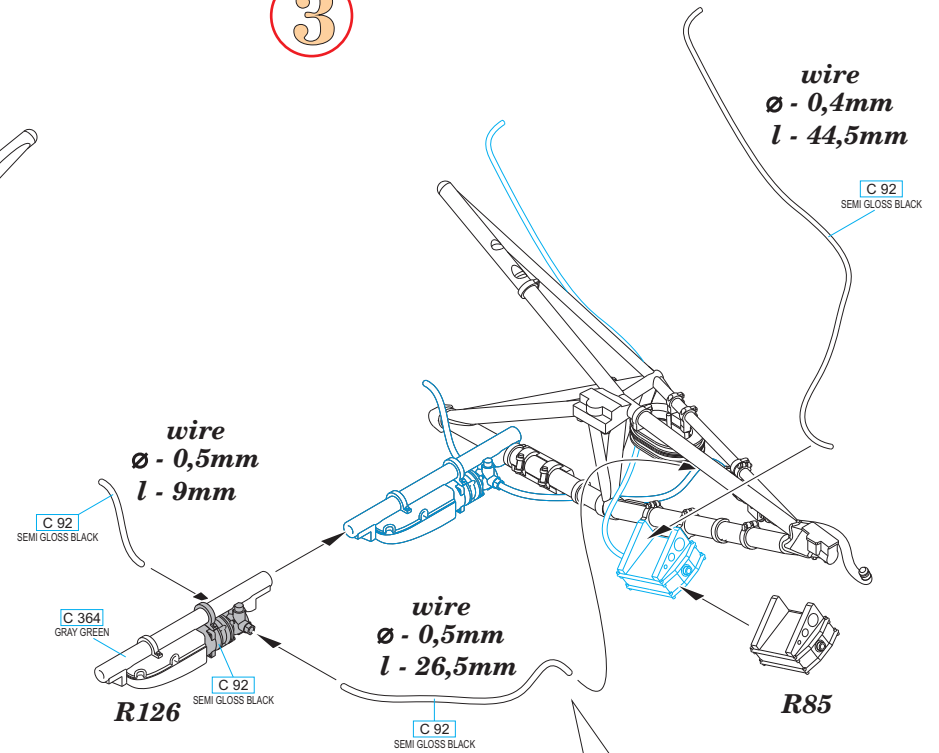 3
wire
ø - 0,4mm
l - 44,5mm
C 92
SEMI GLOSS BLACK
wire
ø - 0,5mm
l - 9mm
C 92
SEMI GLOSS BLACK
C 364
GRAY GREEN
wire
ø - 0,5mm
l - 26,5mm
C 92
SEMI GLOSS BLACK
R126
R85
C 92
SEMI GLOSS BLACK